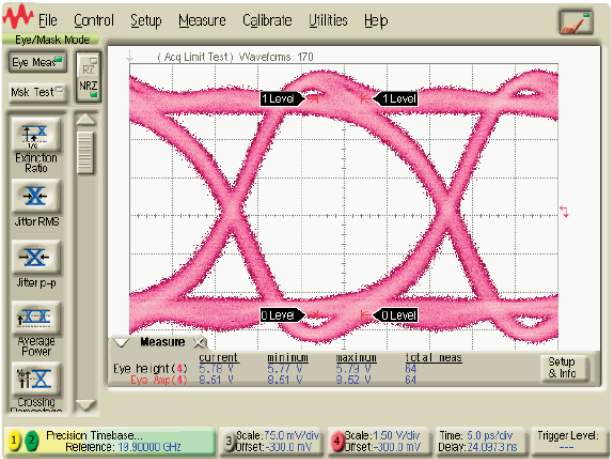 File Control Setup Measure Calibrate Utilities Help
Eye/Mask Mode
Eye Meas
RZ
Msk Test
NRZ
( Acq Limit Test ) Waveforms: 170
1 Level 1 Level
Extinction
Ratio
Jitter RMS
Jitter p-p
Average
Power
Crossing
Percentage
0 Level 0 Level
Measure
current minimum maximum total meas
Eye height(4) 5.78 V 5.77 V 5.79 V 64
Eye Amp(4) 8.61 V 8.61 V 8.62 V 64
Setup
& Info
1 2 Precision Timebase...
Reference: 19.90000 GHz
3 Scale:75.0 mV/div
Offset:-300.0 mV
4 Scale:1.50 V/div
Offset:-300.0 mV
Time: 5.0 ps/div
Delay:24.0973 ns
Trigger Level:
---